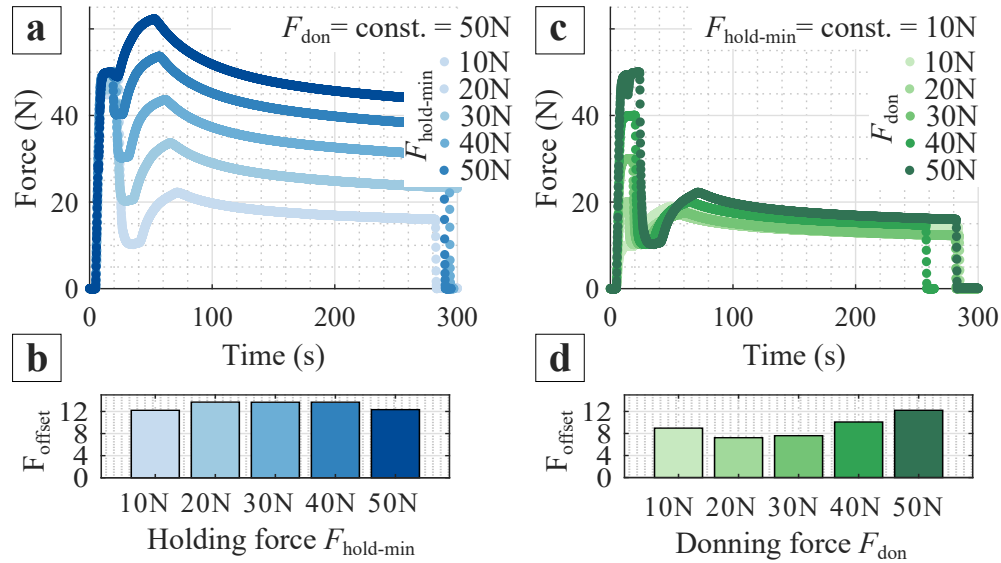 a
F_don = const. = 50N
F_hold-min
10N
20N
30N
40N
50N
Force (N)
40
20
0
0
100
200
300
Time (s)
c
F_hold-min = const. = 10N
F_don
10N
20N
30N
40N
50N
Force (N)
40
20
0
0
100
200
300
Time (s)
b
F_offset
12
8
4
0
10N 20N 30N 40N 50N
Holding force F_hold-min
d
F_offset
12
8
4
0
10N 20N 30N 40N 50N
Donning force F_don